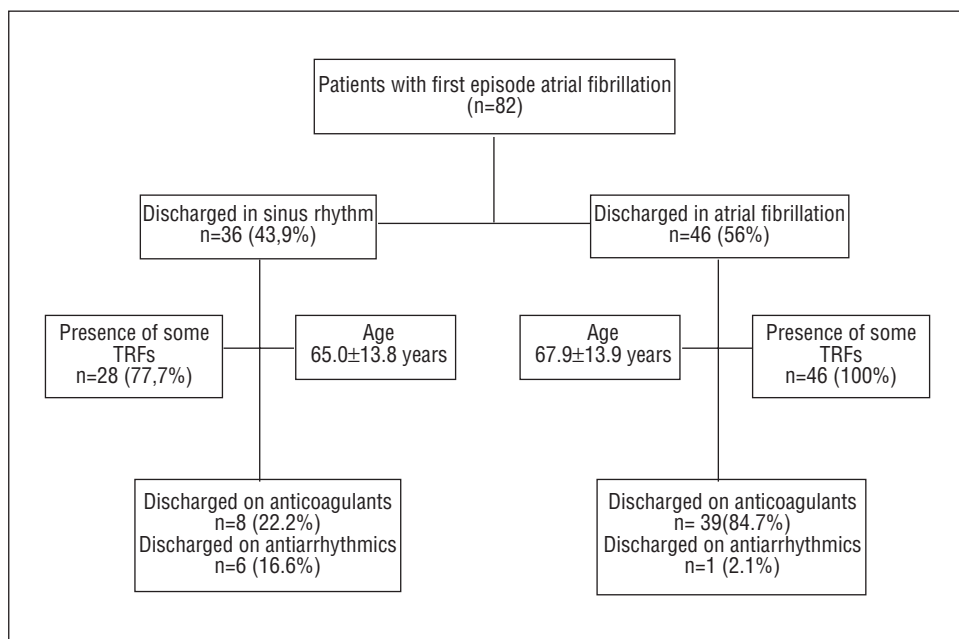 Patients with first episode atrial fibrillation
(n=82)
Discharged in sinus rhythm
n=36 (43,9%)
Discharged in atrial fibrillation
n=46 (56%)
Presence of some
TRFs
n=28 (77,7%)
Age
65.0±13.8 years
Age
67.9±13.9 years
Presence of some
TRFs
n=46 (100%)
Discharged on anticoagulants
n=8 (22.2%)
Discharged on antiarrhythmics
n=6 (16.6%)
Discharged on anticoagulants
n= 39(84.7%)
Discharged on antiarrhythmics
n=1 (2.1%)